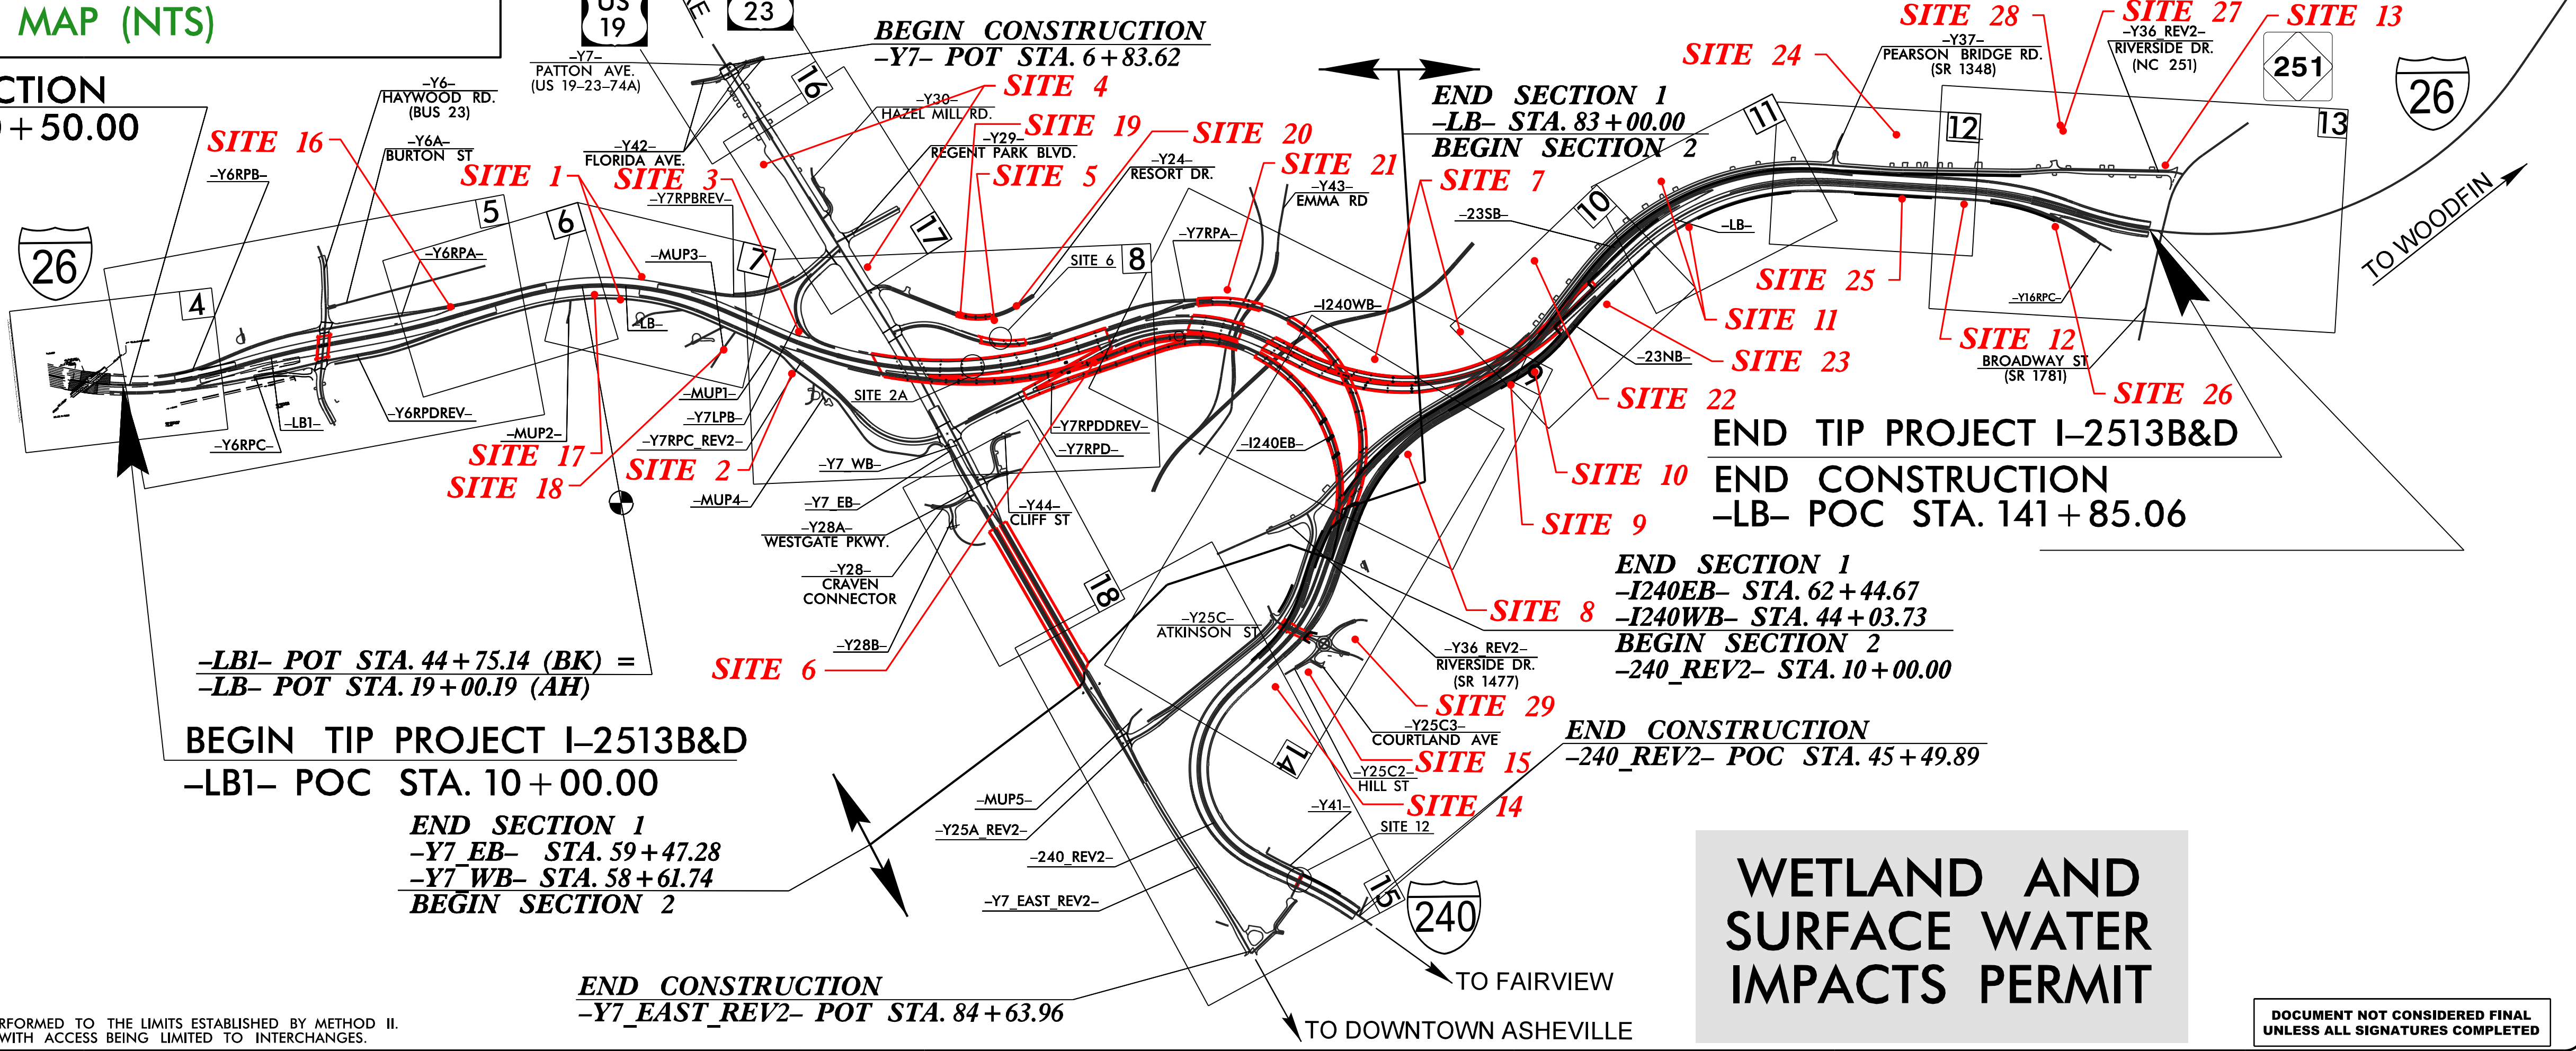 MAP (NTS)
CTION
+50.00
US
19
23
BEGIN CONSTRUCTION
–Y7– POT STA. 6+83.62
–Y7–
PATTON AVE.
(US 19–23–74A)
–Y6–
HAYWOOD RD.
(BUS 23)
–Y6A–
BURTON ST
–Y6RPB–
SITE 16
SITE 1
SITE 3
–Y42–
FLORIDA AVE.
–Y7RPBREV–
16
SITE 4
–Y30–
HAZEL MILL RD.
SITE 19
–Y29–
REGENT PARK BLVD.
SITE 5
SITE 20
–Y24–
RESORT DR.
SITE 21
–Y43–
EMMA RD
END SECTION 1
–LB– STA. 83+00.00
BEGIN SECTION 2
SITE 7
SITE 24
SITE 28
SITE 27
SITE 13
–Y37–
PEARSON BRIDGE RD.
(SR 1348)
–Y36_REV2–
RIVERSIDE DR.
(NC 251)
251
26
TO WOODFIN
26
4
5
6
7
17
8
10
11
12
13
–Y6RPA–
–MUP3–
–LB–
SITE 6
–Y7RPA–
–I240WB–
–23SB–
–LB–
–23NB–
SITE 25
SITE 11
SITE 23
SITE 22
SITE 12
–Y16RPC–
BROADWAY ST
(SR 1781)
SITE 26
–LB1–
–Y6RPC–
–Y6RPDREV–
–MUP2–
SITE 17
SITE 18
–MUP1–
–Y7LPB–
–Y7RPC_REV2–
SITE 2
–MUP4–
SITE 2A
–Y7_WB–
–Y7_EB–
–Y28A–
WESTGATE PKWY.
–Y28–
CRAVEN
CONNECTOR
–Y28B–
–Y7RPDDREV–
–Y7RPD–
–Y44–
CLIFF ST
–I240EB–
9
SITE 10
SITE 9
SITE 8
END TIP PROJECT I–2513B&D
END CONSTRUCTION
–LB– POC STA. 141+85.06
END SECTION 1
–I240EB– STA. 62+44.67
–I240WB– STA. 44+03.73
BEGIN SECTION 2
–240_REV2– STA. 10+00.00
18
SITE 6
–Y25C–
ATKINSON ST
–Y36_REV2–
RIVERSIDE DR.
(SR 1477)
SITE 29
–Y25C3–
COURTLAND AVE
SITE 15
–Y25C2–
HILL ST
SITE 14
14
–Y41–
SITE 12
END CONSTRUCTION
–240_REV2– POC STA. 45+49.89
–LB1– POT STA. 44+75.14 (BK) =
–LB– POT STA. 19+00.19 (AH)
BEGIN TIP PROJECT I–2513B&D
–LB1– POC STA. 10+00.00
END SECTION 1
–Y7_EB– STA. 59+47.28
–Y7_WB– STA. 58+61.74
BEGIN SECTION 2
–MUP5–
–Y25A_REV2–
–240_REV2–
–Y7_EAST_REV2–
15
240
END CONSTRUCTION
–Y7_EAST_REV2– POT STA. 84+63.96
TO FAIRVIEW
TO DOWNTOWN ASHEVILLE
WETLAND AND
SURFACE WATER
IMPACTS PERMIT
RFORMED TO THE LIMITS ESTABLISHED BY METHOD II.
WITH ACCESS BEING LIMITED TO INTERCHANGES.
DOCUMENT NOT CONSIDERED FINAL
UNLESS ALL SIGNATURES COMPLETED